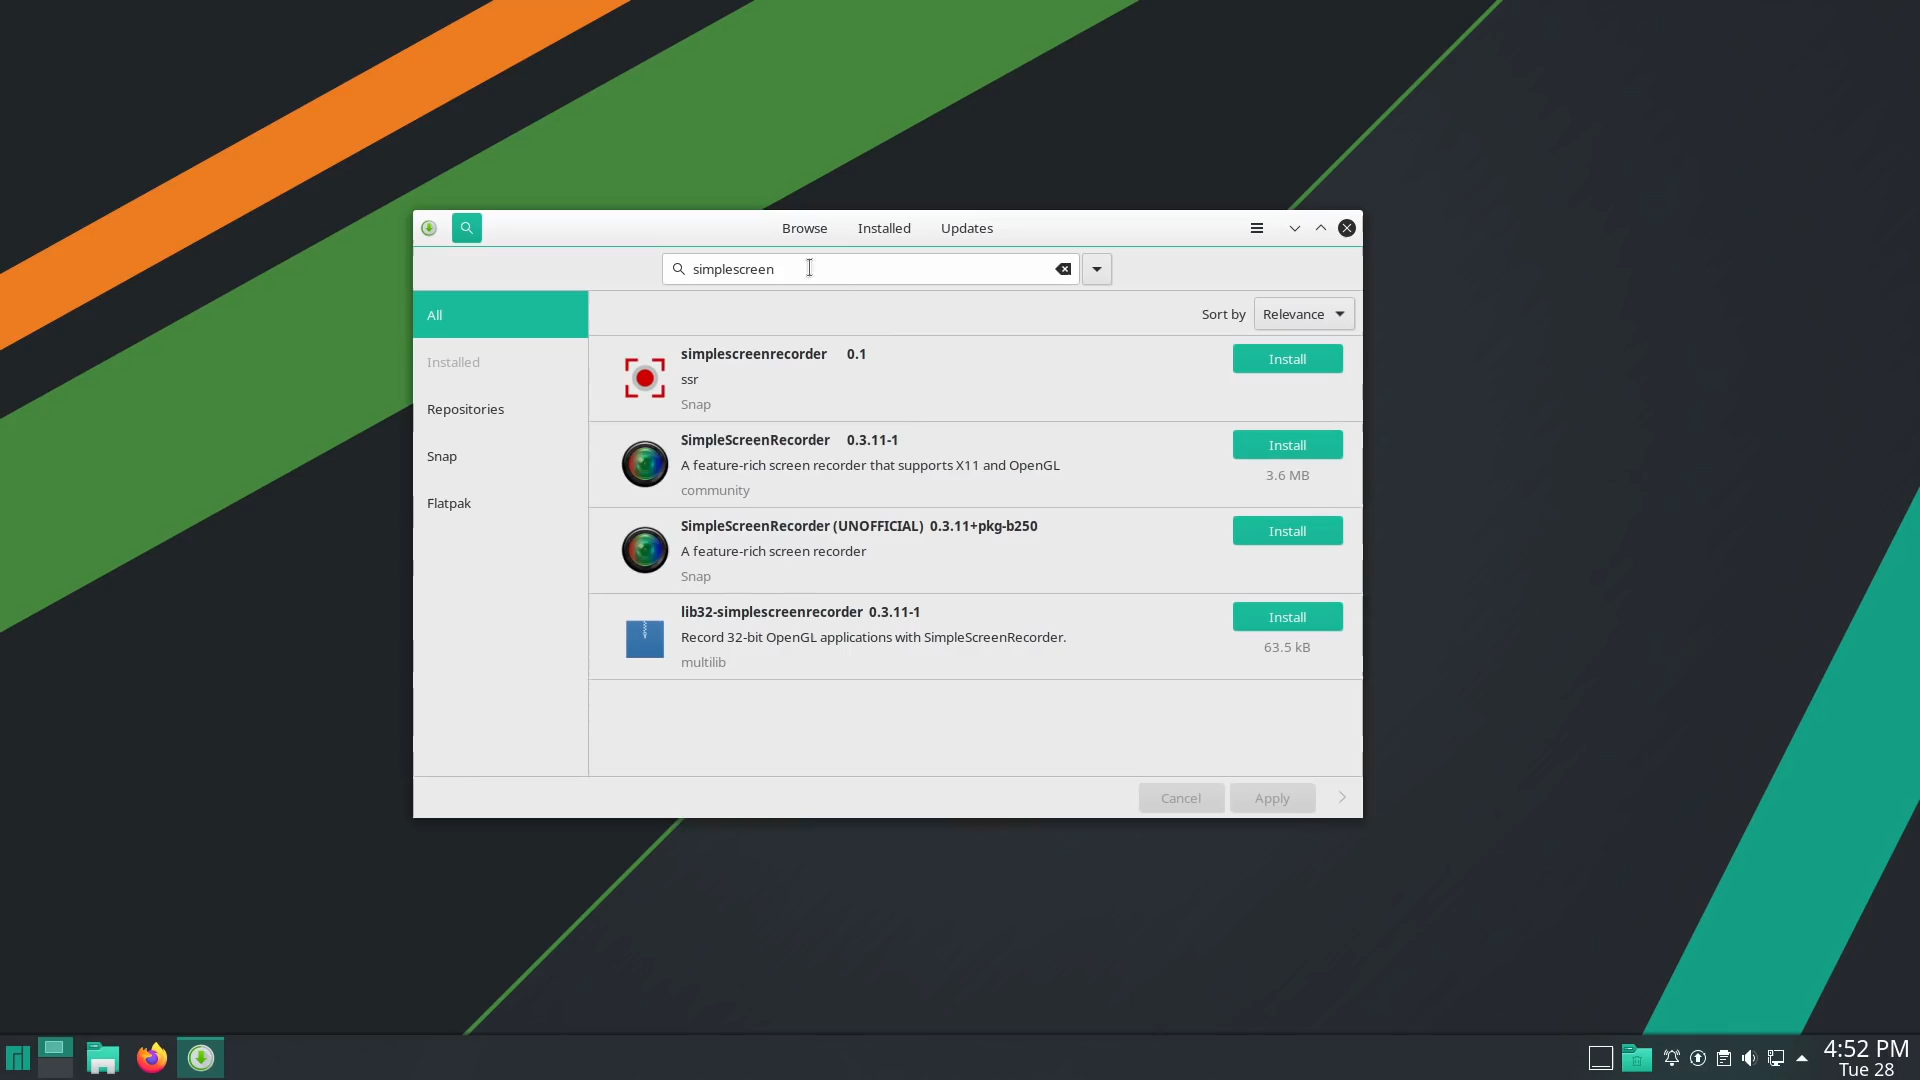 Browse Installed Updates
simplescreen
All
Sort by Relevance
Installed
Repositories
Snap
Flatpak
simplescreenrecorder 0.1
Install
ssr
Snap
SimpleScreenRecorder 0.3.11-1
Install
A feature-rich screen recorder that supports X11 and OpenGL
3.6 MB
community
SimpleScreenRecorder (UNOFFICIAL) 0.3.11+pkg-b250
Install
A feature-rich screen recorder
Snap
lib32-simplescreenrecorder 0.3.11-1
Install
Record 32-bit OpenGL applications with SimpleScreenRecorder.
63.5 kB
multilib
Cancel Apply
4:52 PM
Tue 28